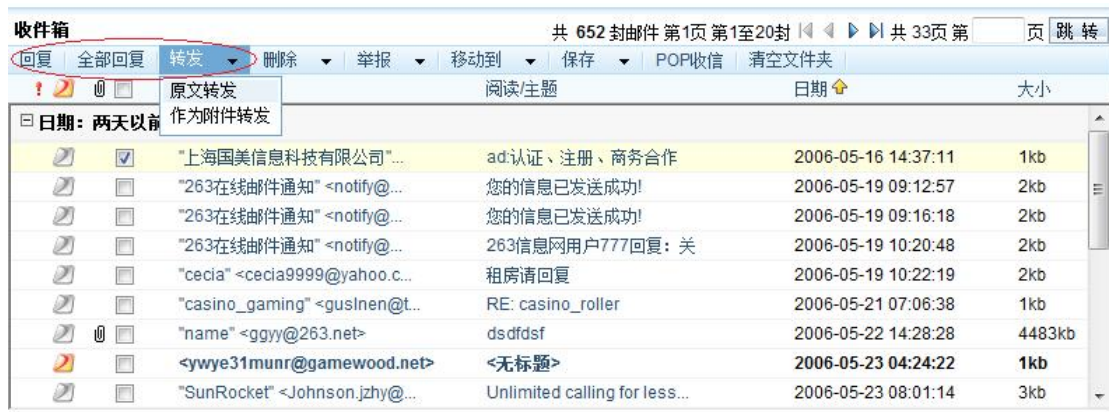 收件箱 共 652 封邮件 第1页 第1至20封 共 33页 第 页 跳 转
回复 全部回复 转发 删除 举报 移动到 保存 POP收信 清空文件夹
阅读/主题 日期 大小
原文转发
作为附件转发
日期: 两天以前
"上海国美信息科技有限公司"... ad:认证、注册、商务合作 2006-05-16 14:37:11 1kb
"263在线邮件通知" <notify@... 您的信息已发送成功! 2006-05-19 09:12:57 2kb
"263在线邮件通知" <notify@... 您的信息已发送成功! 2006-05-19 09:16:18 2kb
"263在线邮件通知" <notify@... 263信息网用户777回复：关 2006-05-19 10:20:48 2kb
"cecia" <cecia9999@yahoo.c... 租房请回复 2006-05-19 10:22:19 2kb
"casino_gaming" <guslnen@t... RE: casino_roller 2006-05-21 07:06:38 1kb
"name" <ggyy@263.net> dsdfdsf 2006-05-22 14:28:28 4483kb
<ywye31munr@gamewood.net> <无标题> 2006-05-23 04:24:22 1kb
"SunRocket" <Johnson.jzhy@... Unlimited calling for less... 2006-05-23 08:01:14 3kb